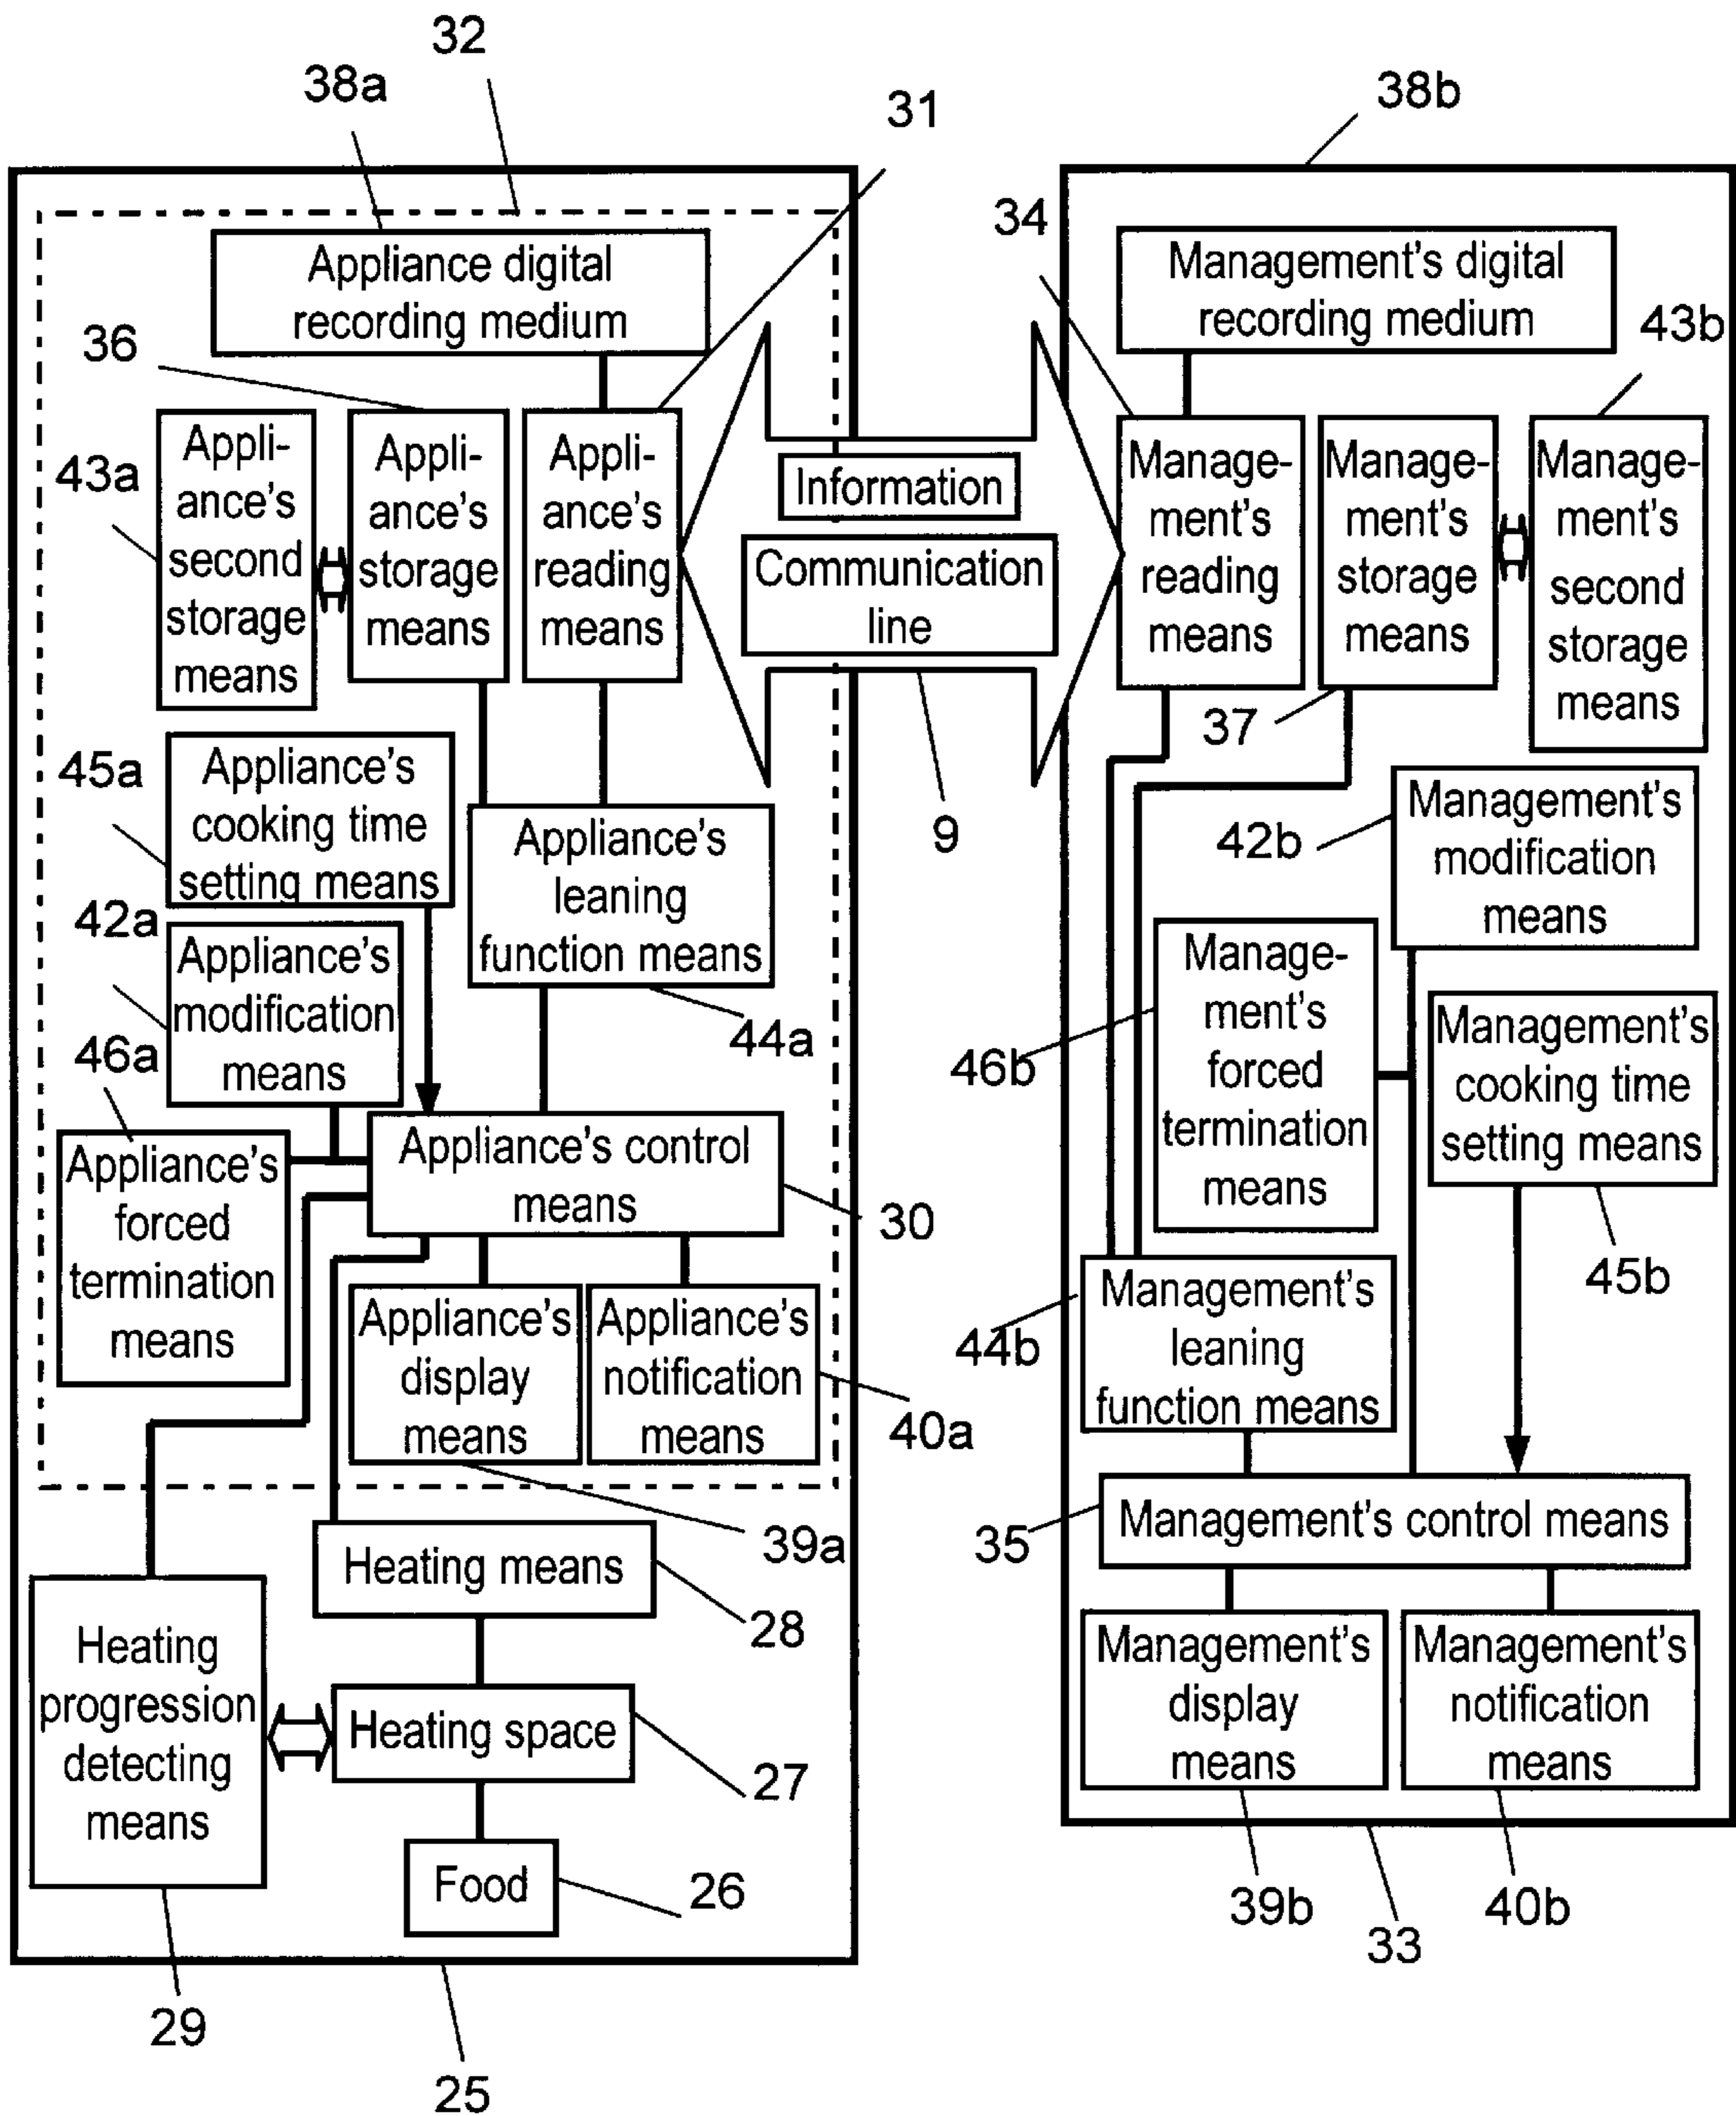 32
38a
38b
31
34
Appliance digital
recording medium
Management's digital
recording medium
36
43b
43a
Appli-
ance's
second
storage
means
Appli-
ance's
storage
means
Appli-
ance's
reading
means
Information
Communication
line
Manage-
ment's
reading
means
Manage-
ment's
storage
means
Manage-
ment's
second
storage
means
37
9
45a
Appliance's
cooking time
setting means
Appliance's
leaning
function means
44a
42b
Management's
modification
means
42a
Appliance's
modification
means
46b
Manage-
ment's
forced
termination
means
Management's
cooking time
setting means
45b
46a
Appliance's
forced
termination
means
Appliance's control
means
30
44b
Management's
leaning
function means
Appliance's
display
means
Appliance's
notification
means
40a
39a
35
Management's control means
Heating means
28
Heating
progression
detecting
means
Heating space
27
Management's
display
means
Management's
notification
means
Food
26
39b
40b
33
29
25